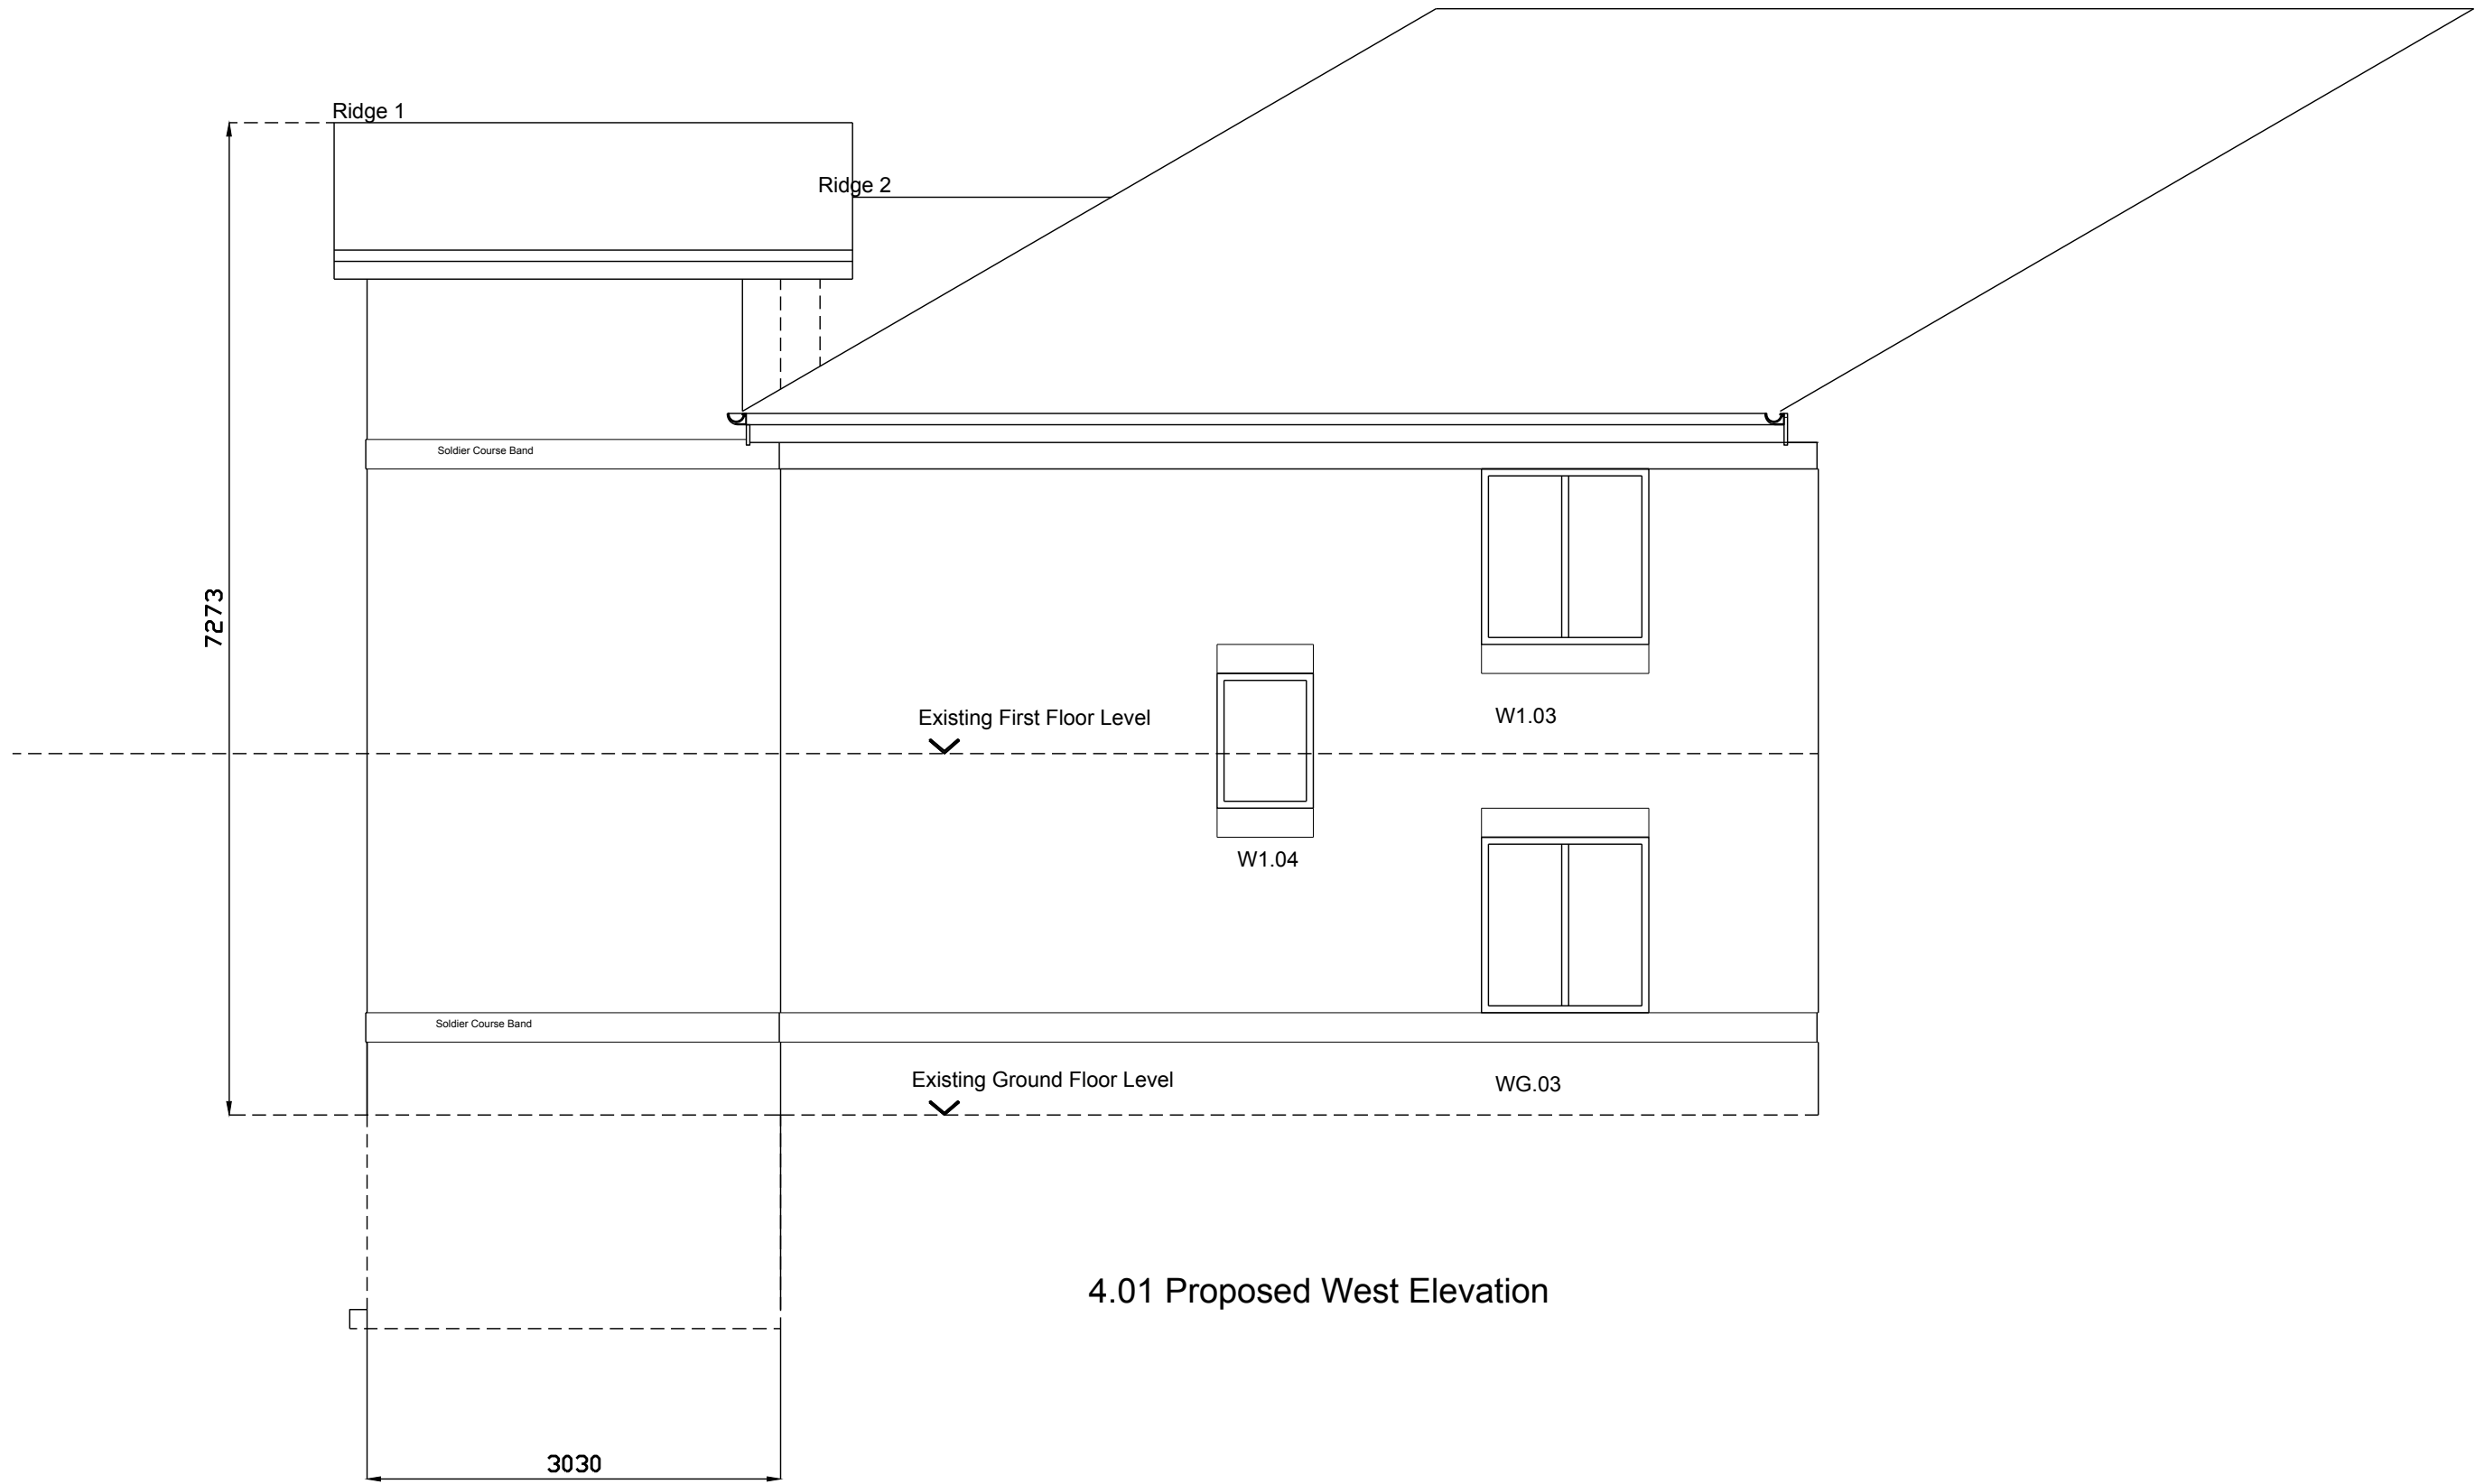 Ridge 1
Ridge 2
Soldier Course Band
7273
Existing First Floor Level
W1.03
W1.04
Soldier Course Band
Existing Ground Floor Level
WG.03
4.01 Proposed West Elevation
3030